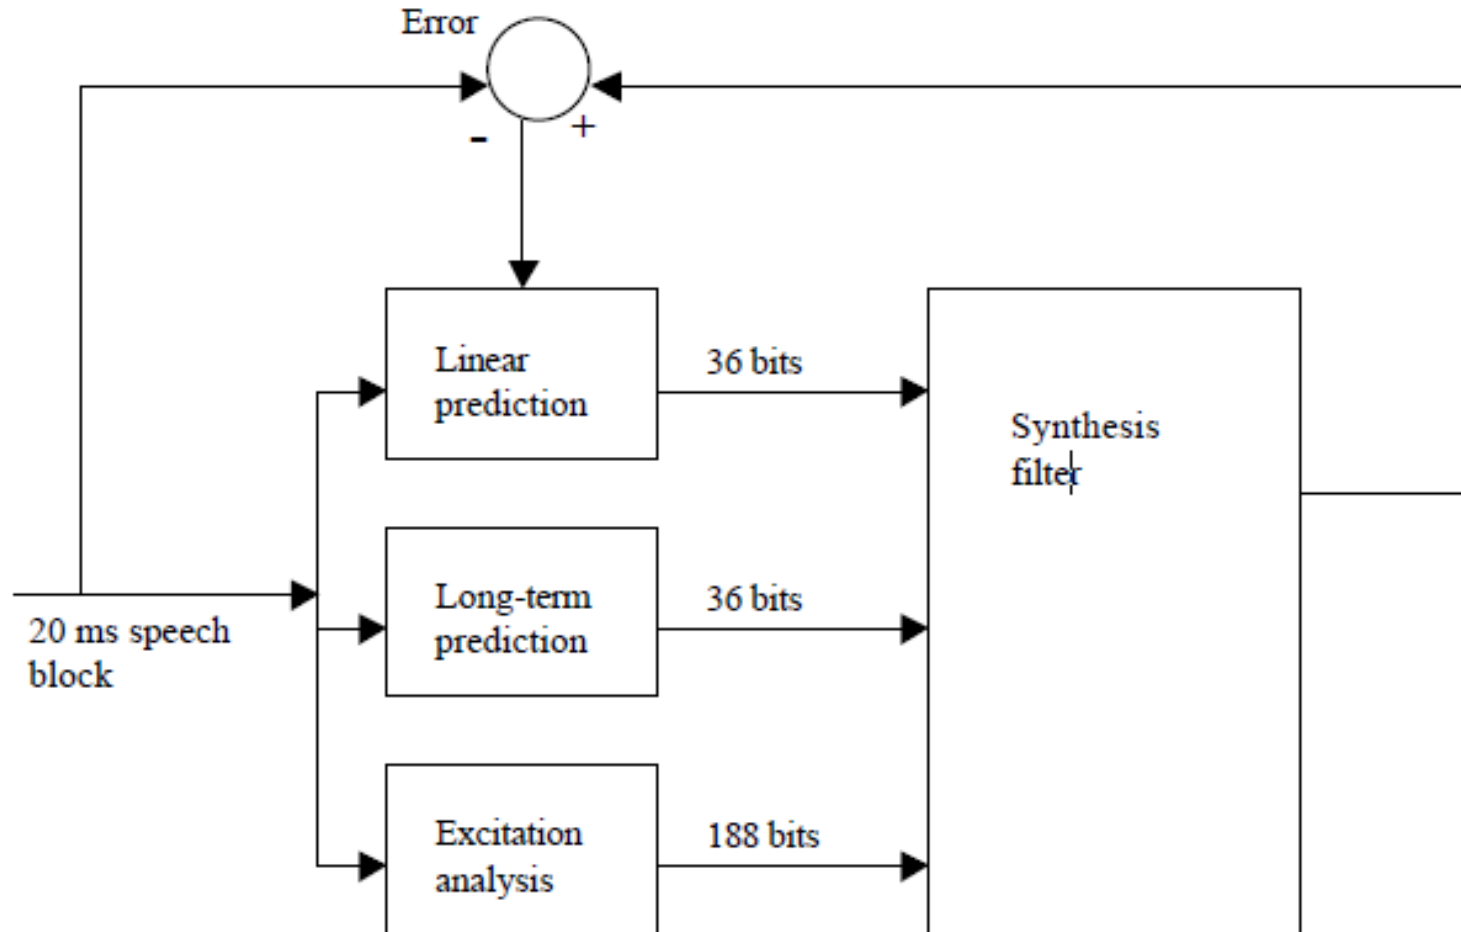 Error
-
+
Linear
prediction
36 bits
Synthesis
filter
Long-term
prediction
36 bits
20 ms speech
block
Excitation
analysis
188 bits